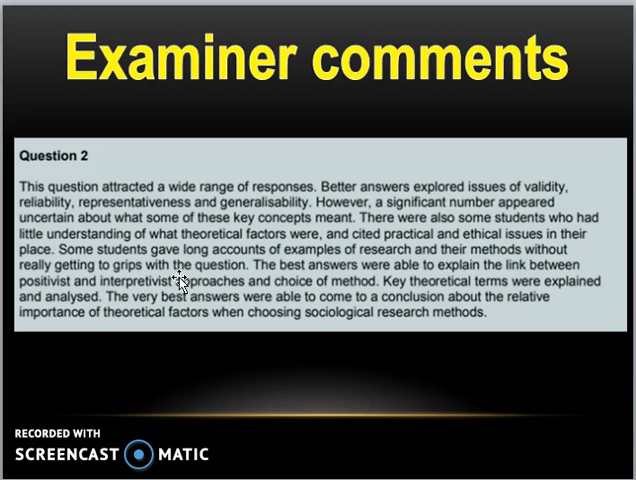 Examiner comments
Question 2
This question attracted a wide range of responses. Better answers explored issues of validity,
reliability, representativeness and generalisability. However, a significant number appeared
uncertain about what some of these key concepts meant. There were also some students who had
little understanding of what theoretical factors were, and cited practical and ethical issues in their
place. Some students gave long accounts of examples of research and their methods without
really getting to grips with the question. The best answers were able to explain the link between
positivist and interpretivist approaches and choice of method. Key theoretical terms were explained
and analysed. The very best answers were able to come to a conclusion about the relative
importance of theoretical factors when choosing sociological research methods.
RECORDED WITH
SCREENCAST MATIC